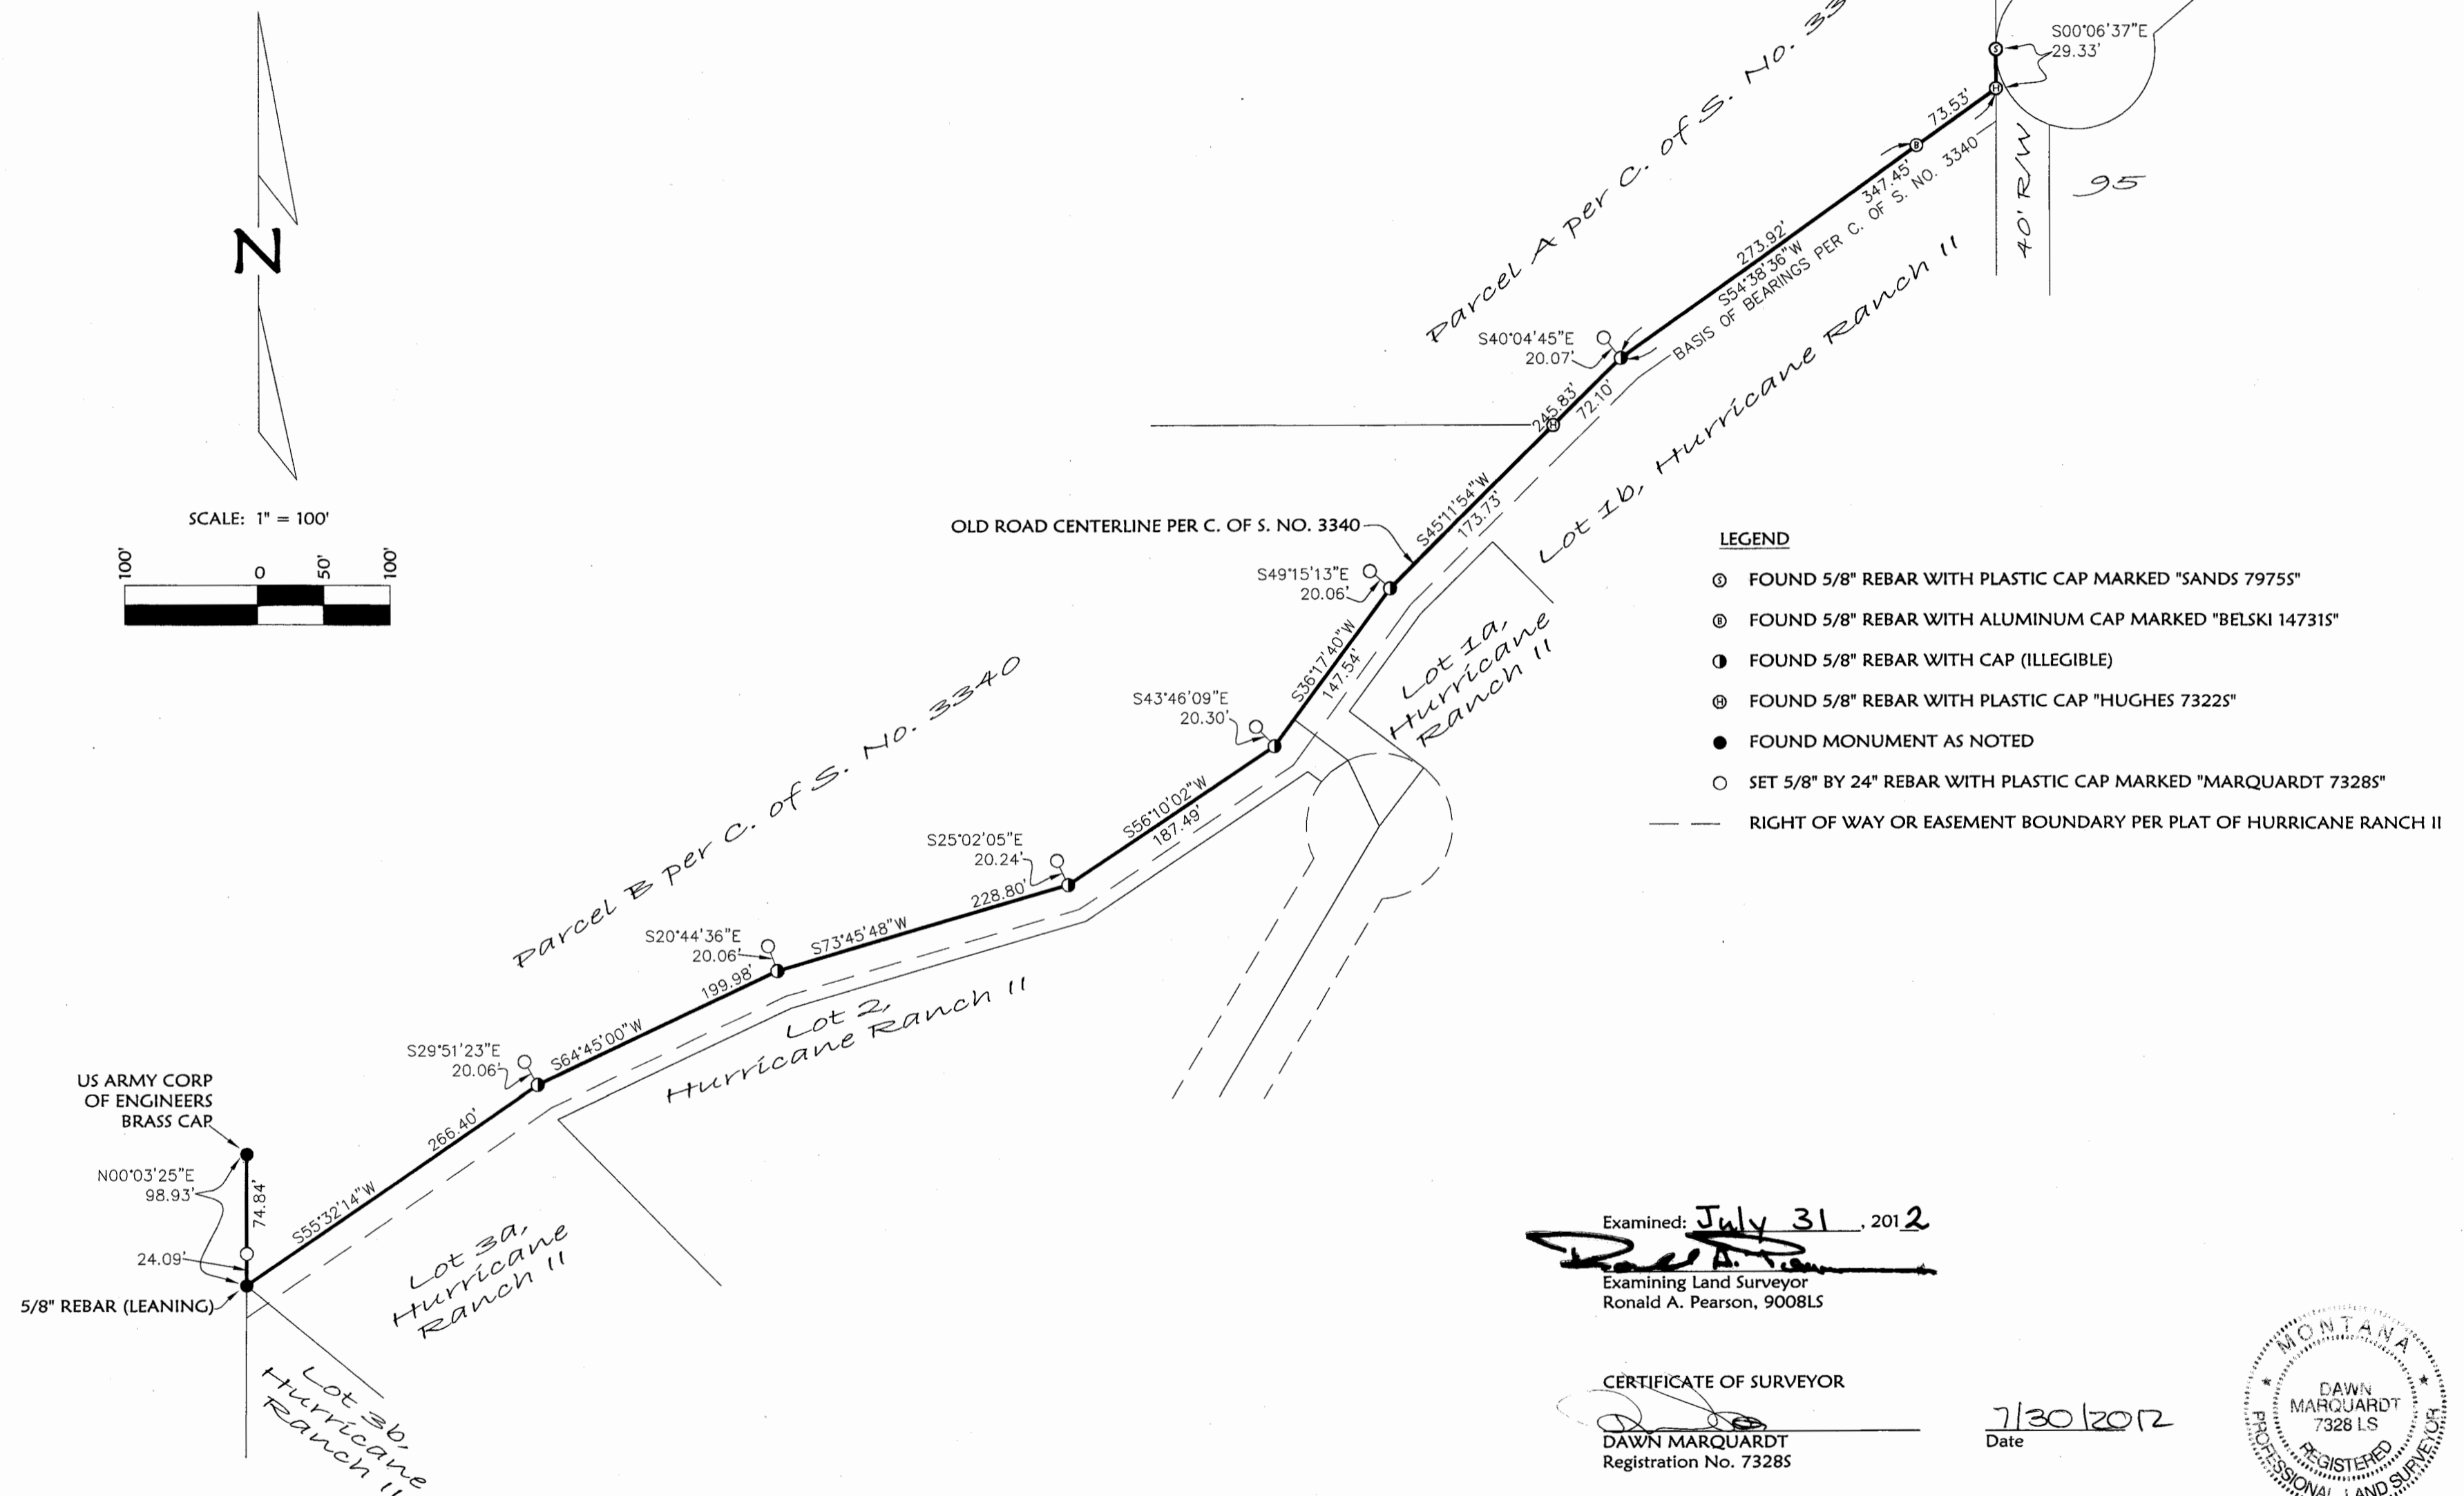 N
SCALE: 1" = 100'
100'
0
50'
100'
Parcel A per C. of S. No. 33
S00°06'37"E
29.33'
73.53'
347.45'
273.92'
S54°38'36"W
BASIS OF BEARINGS PER C. OF S. NO. 3340
40' R/W
95
S40°04'45"E
20.07'
245.83'
72.10'
Lot 1b, Hurricane Ranch II
S45°11'54"W
173.73'
OLD ROAD CENTERLINE PER C. OF S. NO. 3340
S49°15'13"E
20.06'
S36°17'40"W
147.54'
Lot 1a,
Hurricane
Ranch II
S43°46'09"E
20.30'
LEGEND
S FOUND 5/8" REBAR WITH PLASTIC CAP MARKED "SANDS 7975S"
B FOUND 5/8" REBAR WITH ALUMINUM CAP MARKED "BELSKI 14731S"
FOUND 5/8" REBAR WITH CAP (ILLEGIBLE)
H FOUND 5/8" REBAR WITH PLASTIC CAP "HUGHES 7322S"
FOUND MONUMENT AS NOTED
SET 5/8" BY 24" REBAR WITH PLASTIC CAP MARKED "MARQUARDT 7328S"
RIGHT OF WAY OR EASEMENT BOUNDARY PER PLAT OF HURRICANE RANCH II
Parcel B per C. of S. No. 3340
S56°10'02"W
187.49'
S25°02'05"E
20.24'
228.80'
S73°45'48"W
S20°44'36"E
20.06'
199.98'
S64°45'00"W
Lot 2,
Hurricane Ranch II
S29°51'23"E
20.06'
266.40'
S55°32'14"W
US ARMY CORP
OF ENGINEERS
BRASS CAP
N00°03'25"E
98.93'
74.84'
24.09'
5/8" REBAR (LEANING)
Lot 3a,
Hurricane
Ranch II
Lot 3b,
Hurricane
Ranch II
Examined: July 31, 2012
Examining Land Surveyor
Ronald A. Pearson, 9008LS
CERTIFICATE OF SURVEYOR
DAWN MARQUARDT
Registration No. 7328S
7/30/2012
Date
MONTANA
DAWN
MARQUARDT
7328 LS
REGISTERED
PROFESSIONAL LAND SURVEYOR